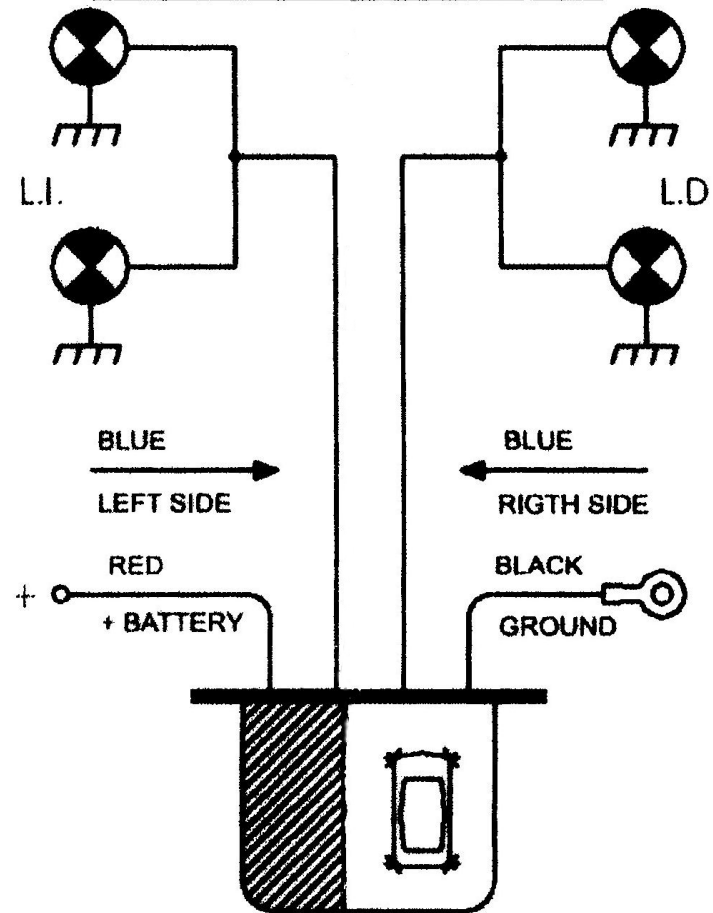 L.I.
L.D
BLUE
LEFT SIDE
BLUE
RIGTH SIDE
RED
+ BATTERY
BLACK
GROUND
+